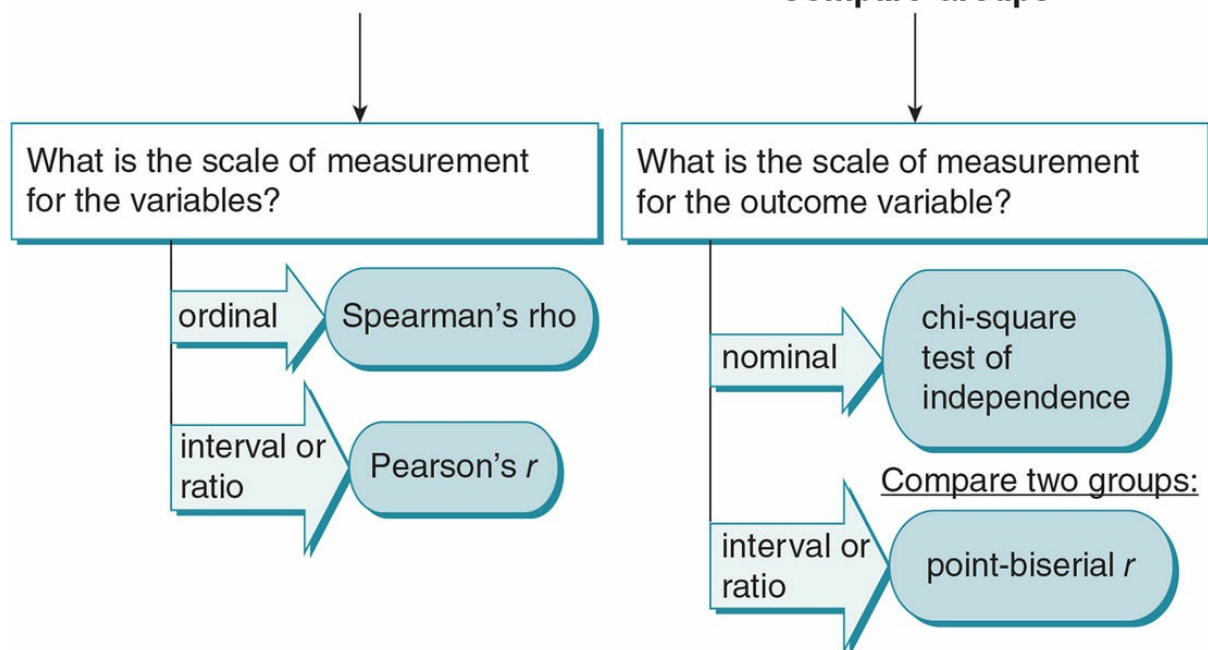 Compare Groups
What is the scale of measurement
for the variables?
ordinal
Spearman’s rho
interval or
ratio
Pearson’s r
What is the scale of measurement
for the outcome variable?
nominal
chi-square
test of
independence
Compare two groups:
interval or
ratio
point-biserial r